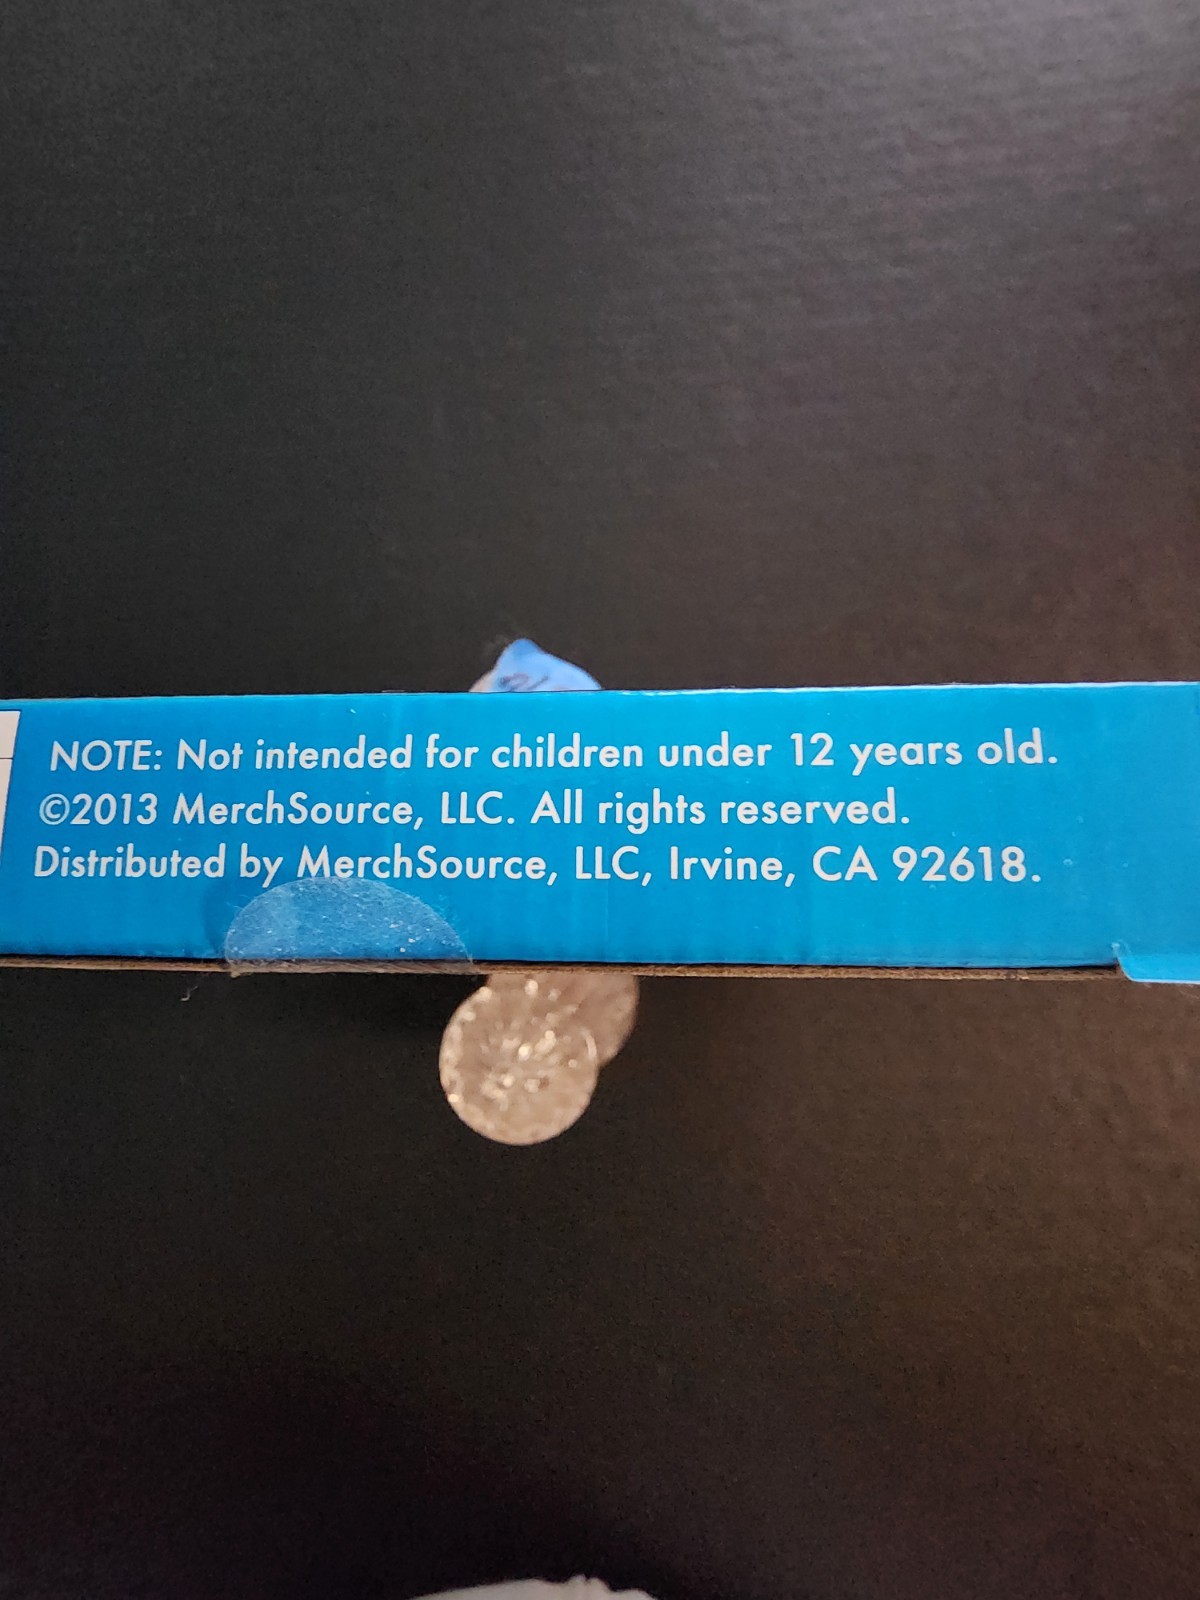 NOTE: Not intended for children under 12 years old.
©2013 MerchSource, LLC. All rights reserved.
Distributed by MerchSource, LLC, Irvine, CA 92618.